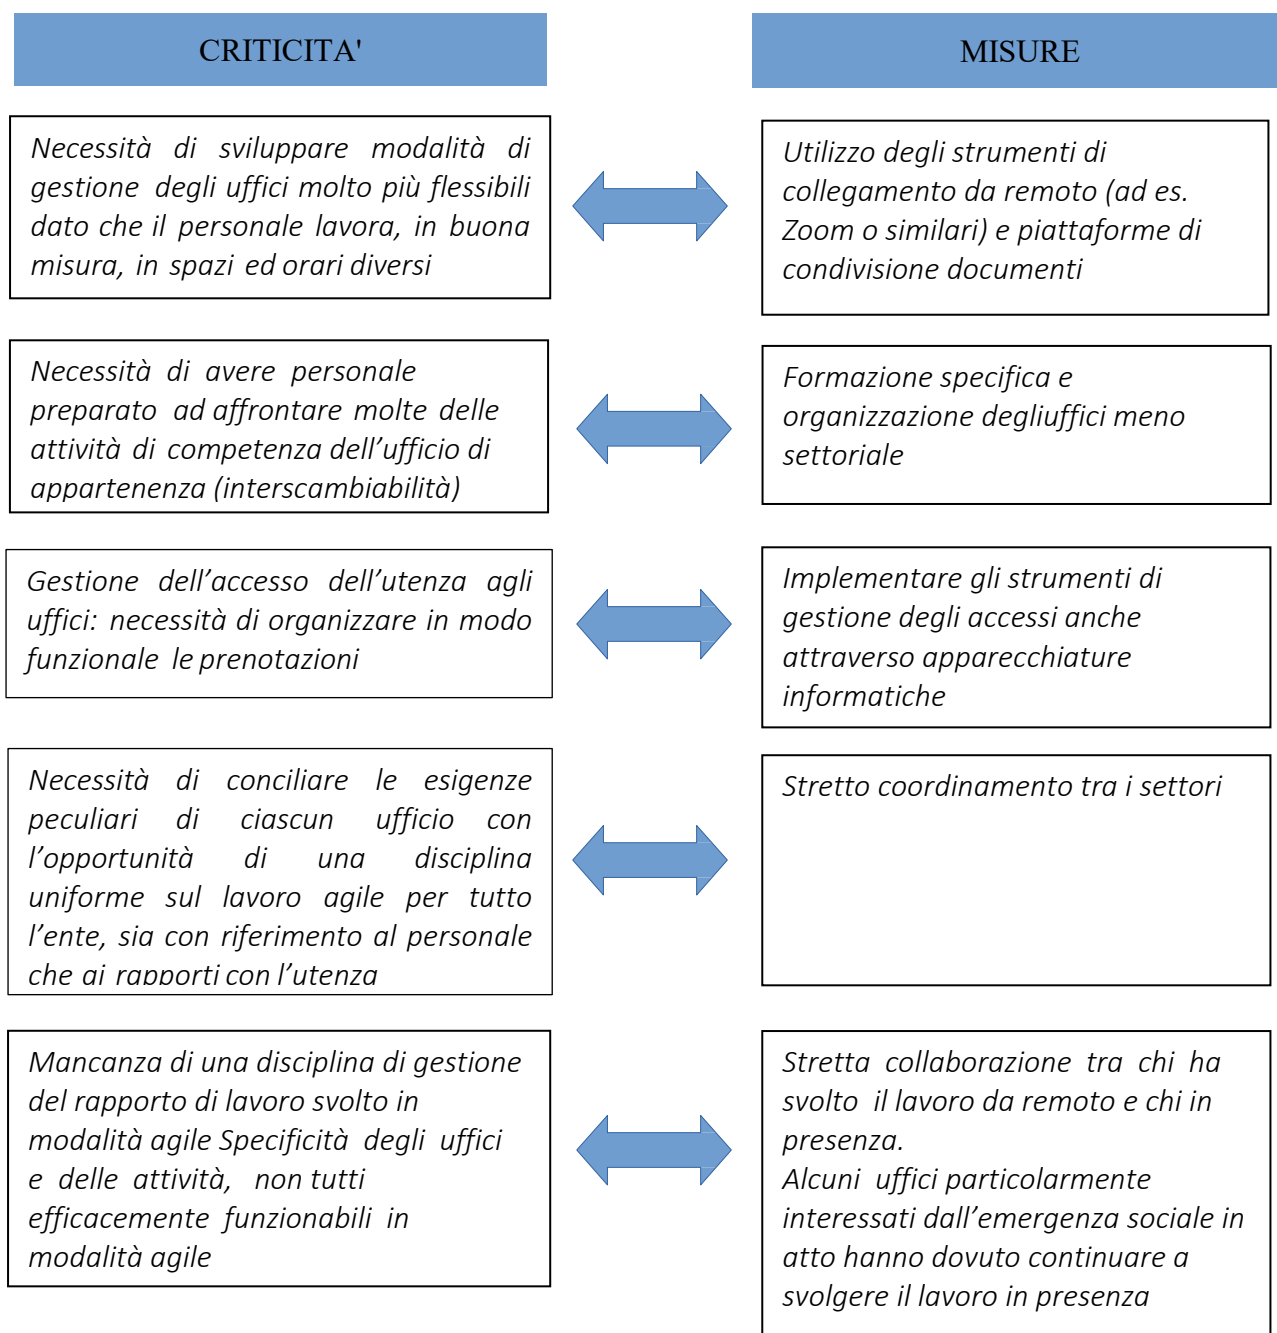 CRITICITA'
MISURE
Necessità di sviluppare modalità di
gestione degli uffici molto più flessibili
dato che il personale lavora, in buona
misura, in spazi ed orari diversi
Utilizzo degli strumenti di
collegamento da remoto (ad es.
Zoom o similari) e piattaforme di
condivisione documenti
Necessità di avere personale
preparato ad affrontare molte delle
attività di competenza dell’ufficio di
appartenenza (interscambiabilità)
Formazione specifica e
organizzazione degliuffici meno
settoriale
Gestione dell’accesso dell’utenza agli
uffici: necessità di organizzare in modo
funzionale le prenotazioni
Implementare gli strumenti di
gestione degli accessi anche
attraverso apparecchiature
informatiche
Necessità di conciliare le esigenze
peculiari di ciascun ufficio con
l’opportunità di una disciplina
uniforme sul lavoro agile per tutto
l’ente, sia con riferimento al personale
che ai rapporti con l’utenza
Stretto coordinamento tra i settori
Mancanza di una disciplina di gestione
del rapporto di lavoro svolto in
modalità agile Specificità degli uffici
e delle attività, non tutti
efficacemente funzionabili in
modalità agile
Stretta collaborazione tra chi ha
svolto il lavoro da remoto e chi in
presenza.
Alcuni uffici particolarmente
interessati dall’emergenza sociale in
atto hanno dovuto continuare a
svolgere il lavoro in presenza